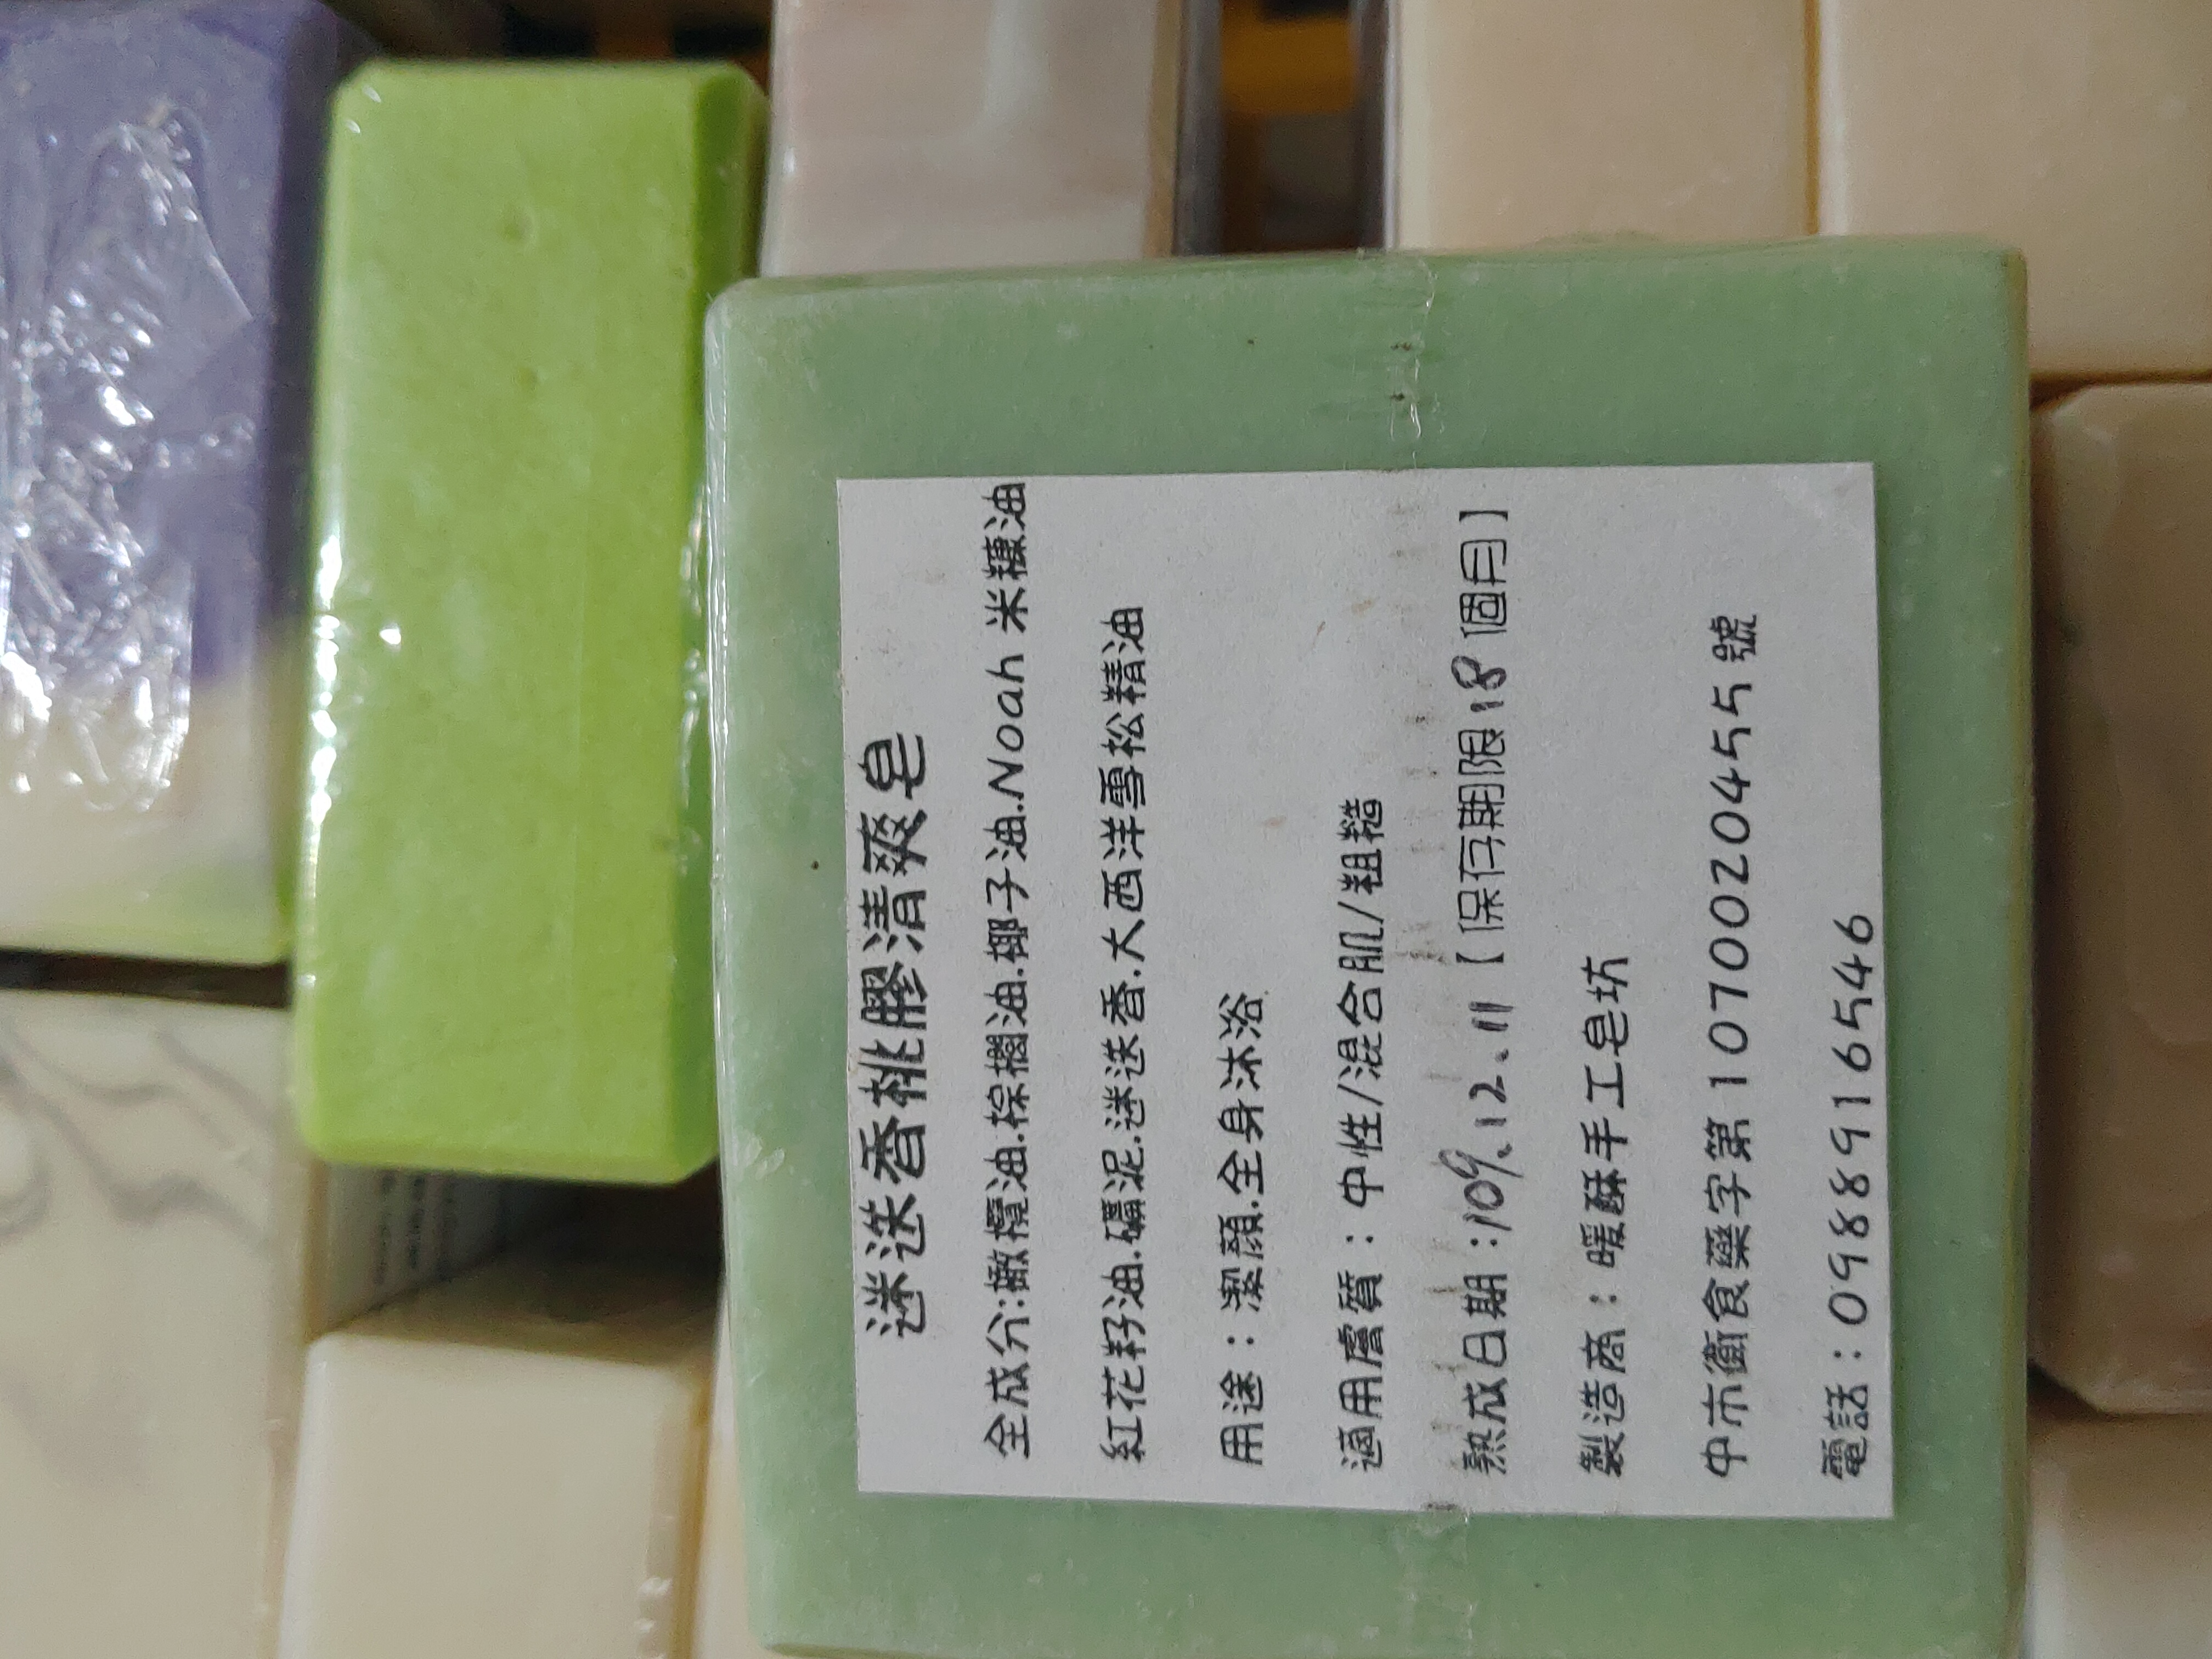 迷迭香桃膠清爽皂
全成分:橄欖油.棕櫚油.椰子油.Noah 米糠油
紅花籽油.礦泥.迷迭香.大西洋雪松精油
用途：潔顏.全身沐浴
適用膚質：中性/混合肌/粗糙
熟成日期:109.12.11【保存期限18個月】
製造商：暖酥手工皂坊
中市衛食藥字第1070020455號
電話：0988916546